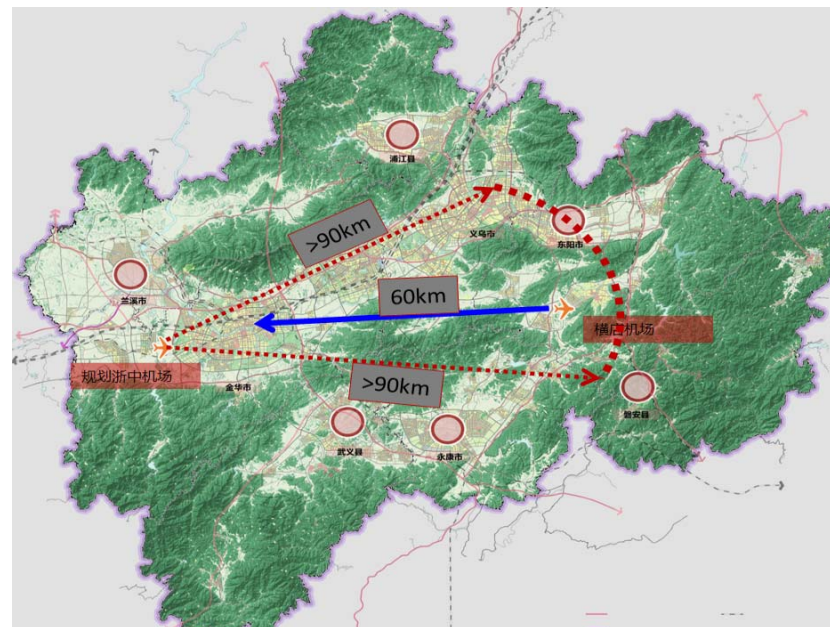 浦江县
>90km
义乌市
东阳市
兰溪市
60km
横店机场
规划浙中机场
金华市
>90km
磐安县
武义县
永康市